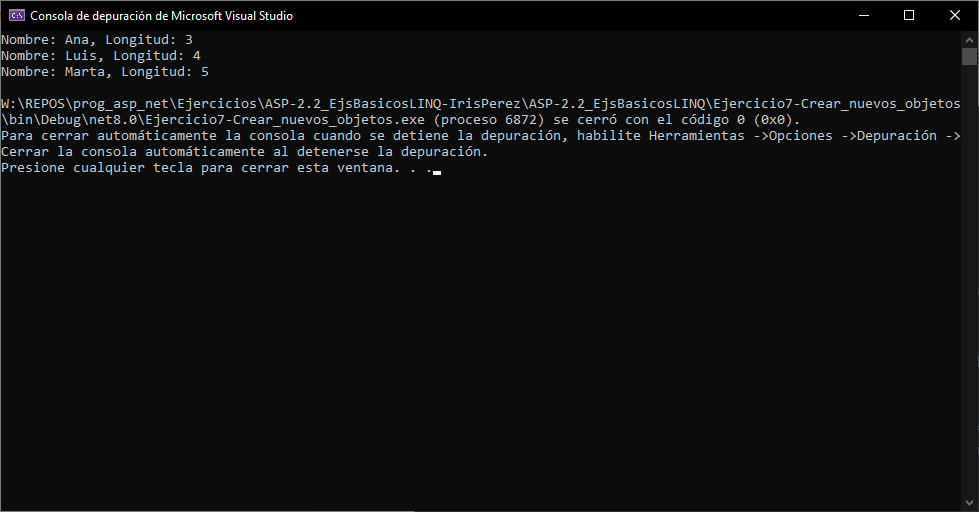 Consola de depuración de Microsoft Visual Studio
Nombre: Ana, Longitud: 3
Nombre: Luis, Longitud: 4
Nombre: Marta, Longitud: 5
W:\REPOS\prog_asp_net\Ejercicios\ASP-2.2_EjsBasicosLINQ-IrisPerez\ASP-2.2_EjsBasicosLINQ\Ejercicio7-Crear_nuevos_objetos
\bin\Debug\net8.0\Ejercicio7-Crear_nuevos_objetos.exe (proceso 6872) se cerró con el código 0 (0x0).
Para cerrar automáticamente la consola cuando se detiene la depuración, habilite Herramientas ->Opciones ->Depuración ->
Cerrar la consola automáticamente al detenerse la depuración.
Presione cualquier tecla para cerrar esta ventana. . .